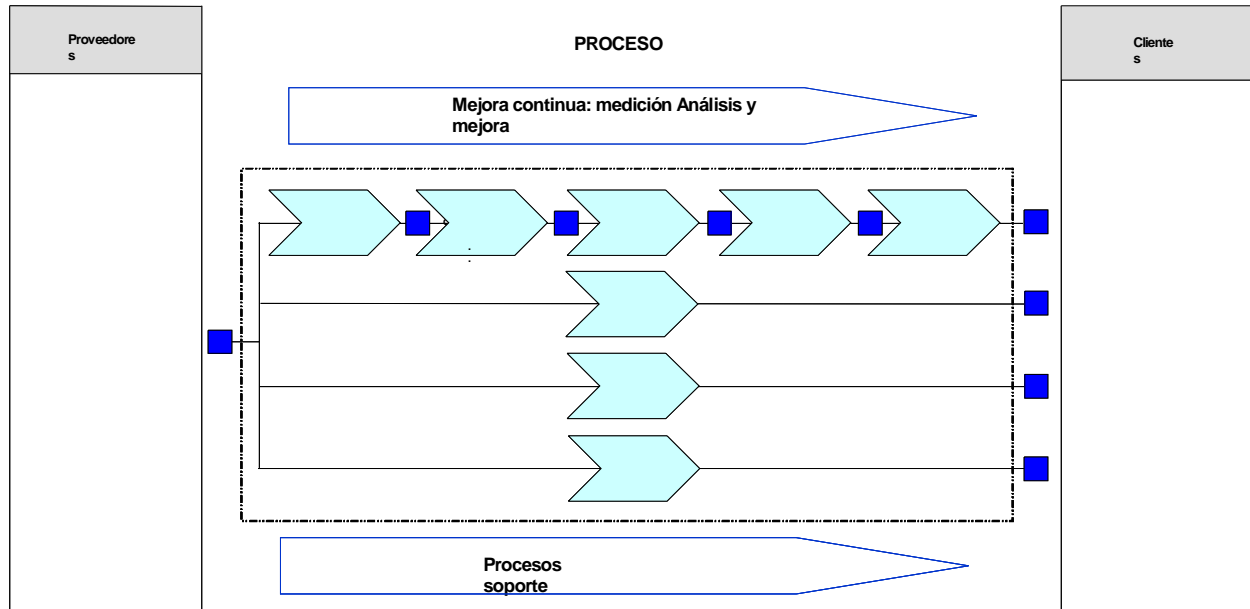 Proveedore
s
PROCESO
Cliente
s
Mejora continua: medición Análisis y
mejora
:
Procesos
soporte